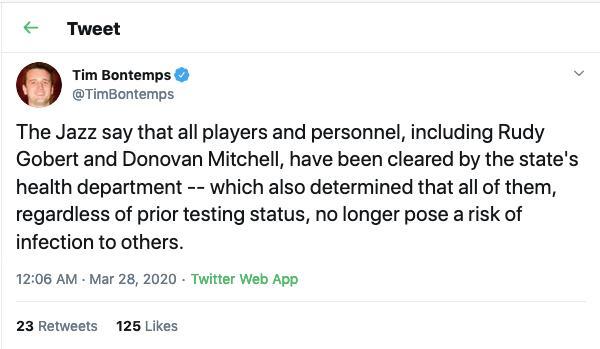 Tweet
Tim Bontemps
@TimBontemps
The Jazz say that all players and personnel, including Rudy
Gobert and Donovan Mitchell, have been cleared by the state's
health department -- which also determined that all of them,
regardless of prior testing status, no longer pose a risk of
infection to others.
12:06 AM · Mar 28, 2020 · Twitter Web App
23 Retweets 125 Likes